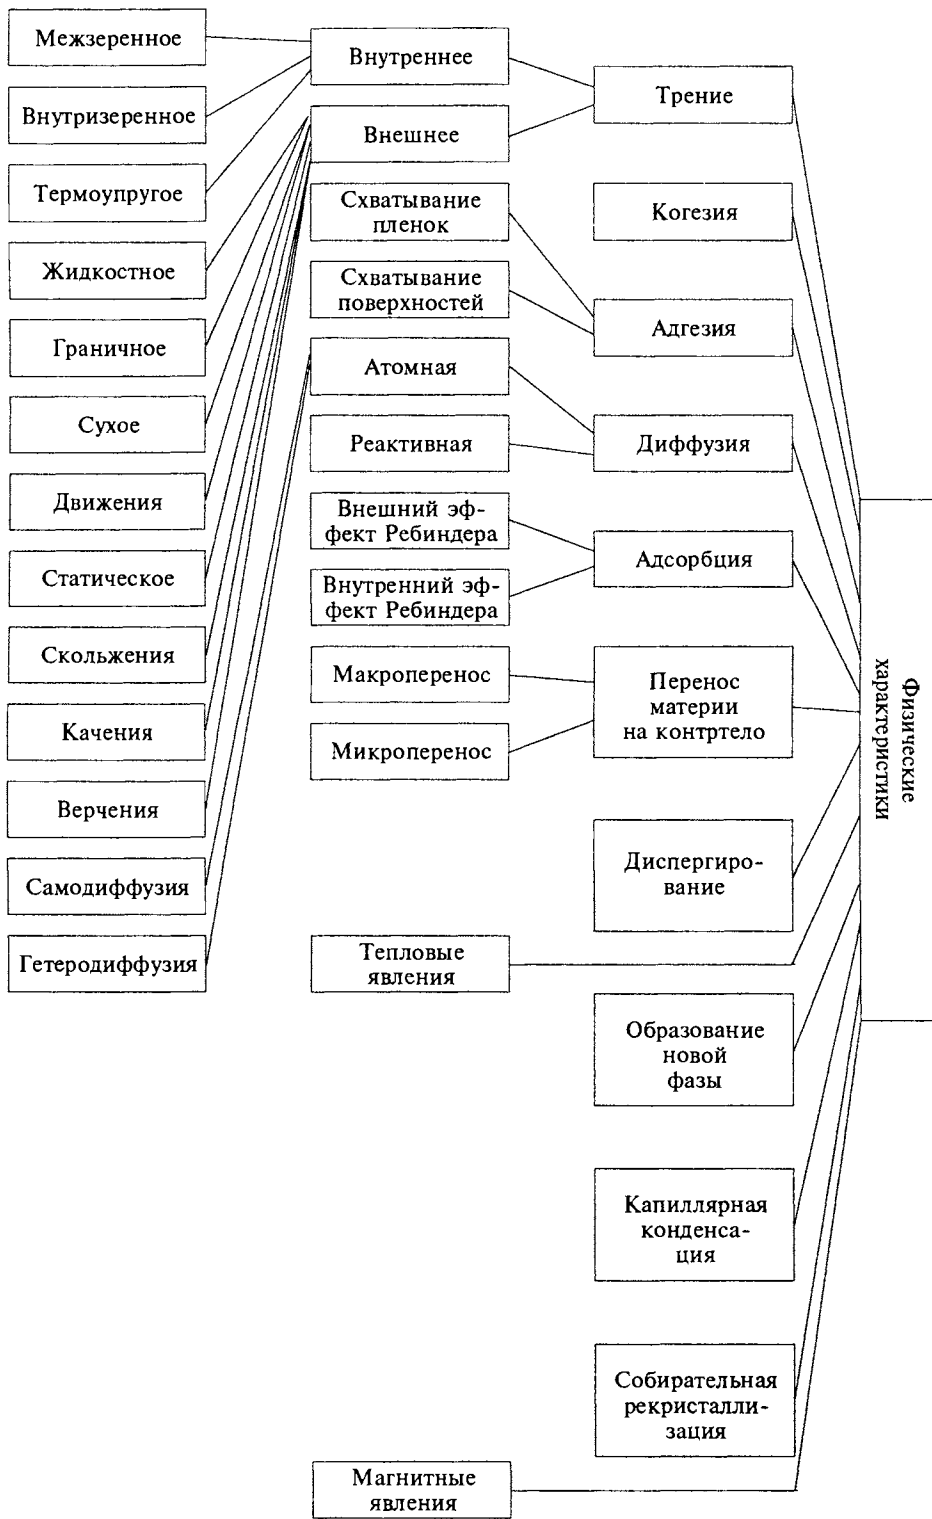 Межзеренное
Внутризеренное
Термоупругое
Жидкостное
Граничное
Сухое
Движения
Статическое
Скольжения
Качения
Верчения
Самодиффузия
Гетеродиффузия
Внутреннее
Внешнее
Схватывание
пленок
Схватывание
поверхностей
Атомная
Реактивная
Внешний эф-
фект Ребиндера
Внутренний эф-
фект Ребиндера
Макроперенос
Микроперенос
Тепловые
явления
Магнитные
явления
Трение
Когезия
Адгезия
Диффузия
Адсорбция
Перенос
материи
на контртело
Диспергиро-
вание
Образование
новой
фазы
Капиллярная
конденса-
ция
Собирательная
рекристалли-
зация
Физические
характеристики